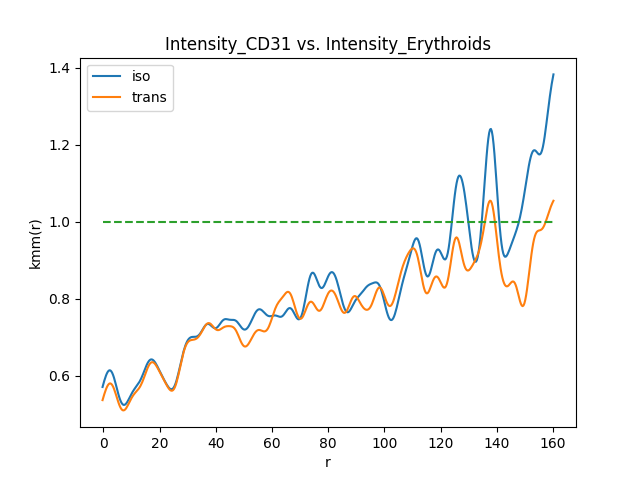 Intensity_CD31 vs. Intensity_Erythroids
iso
trans
kmm(r)
1.4
1.2
1.0
0.8
0.6
0 20 40 60 80 100 120 140 160
r